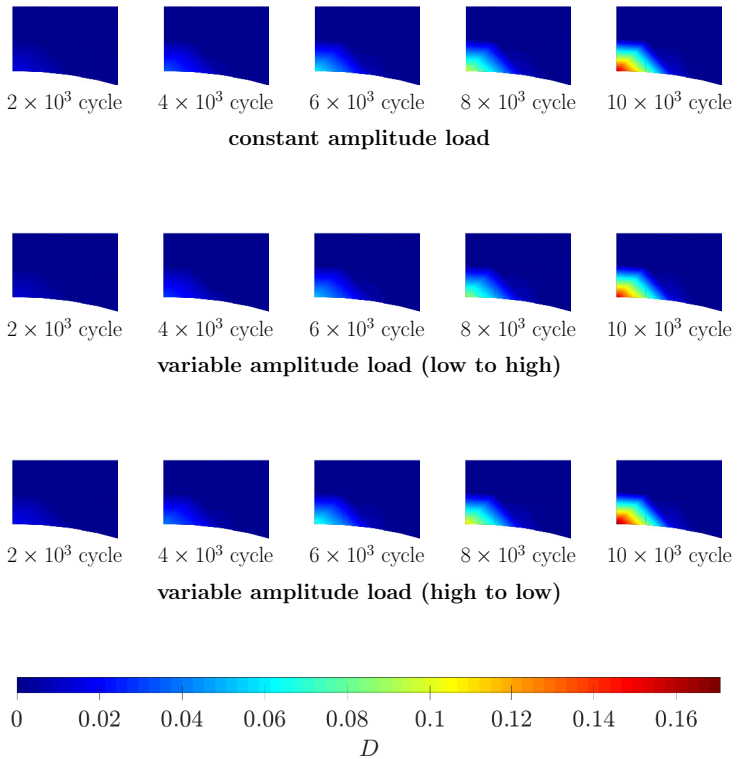 2 × 10³ cycle 4 × 10³ cycle 6 × 10³ cycle 8 × 10³ cycle 10 × 10³ cycle
constant amplitude load
2 × 10³ cycle 4 × 10³ cycle 6 × 10³ cycle 8 × 10³ cycle 10 × 10³ cycle
variable amplitude load (low to high)
2 × 10³ cycle 4 × 10³ cycle 6 × 10³ cycle 8 × 10³ cycle 10 × 10³ cycle
variable amplitude load (high to low)
0 0.02 0.04 0.06 0.08 0.1 0.12 0.14 0.16
D